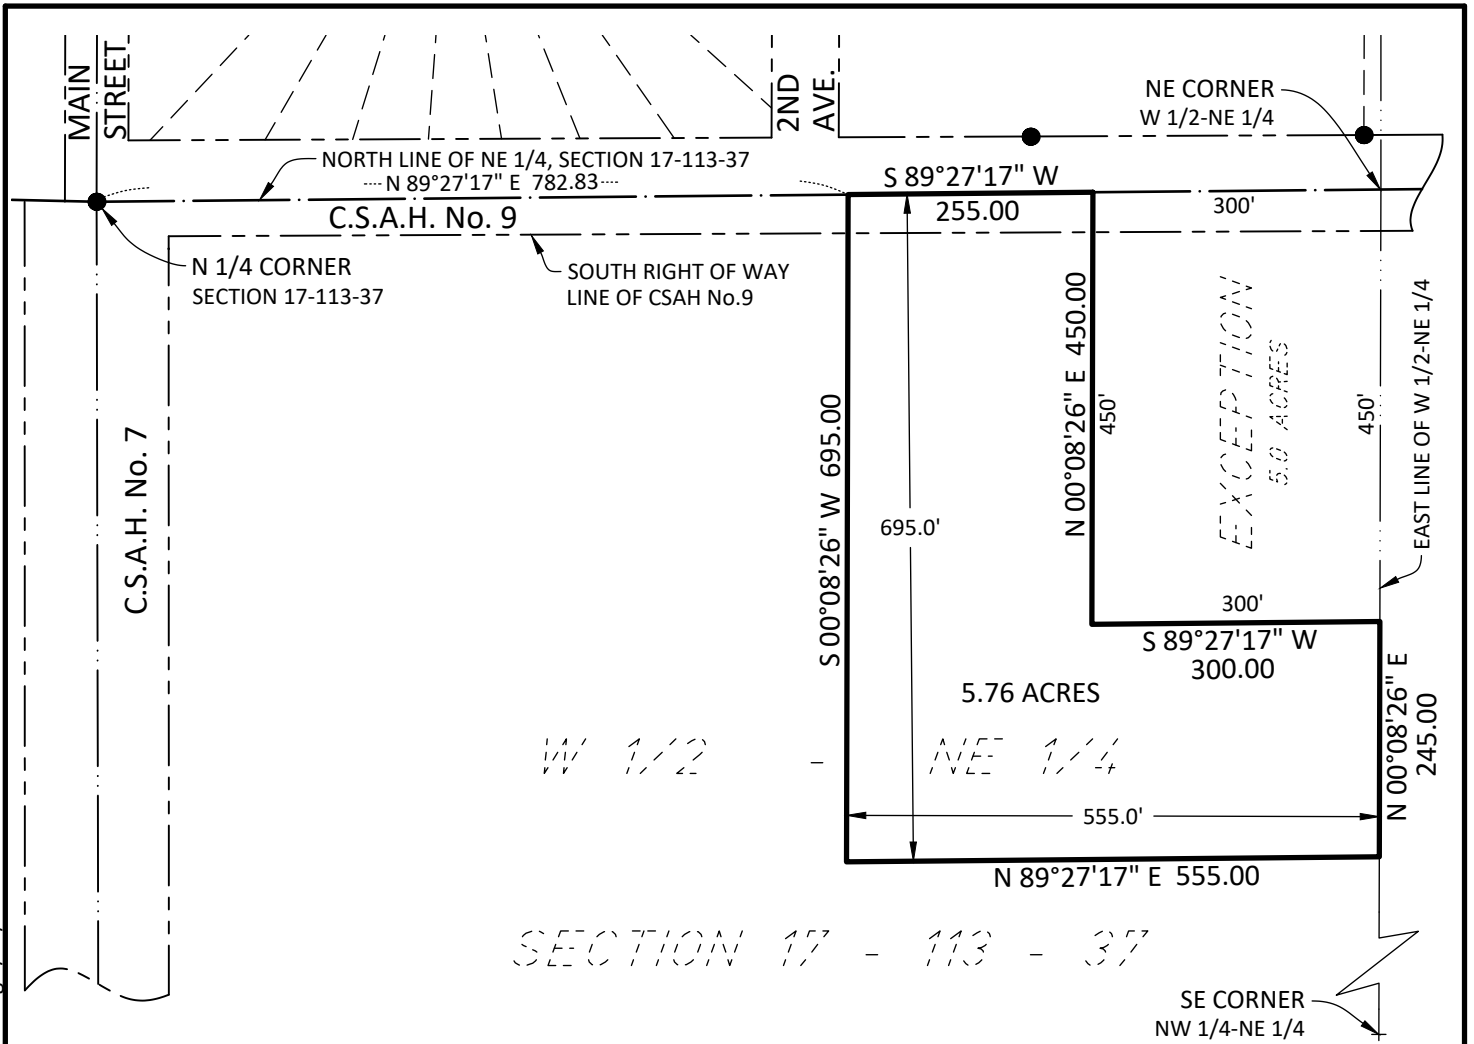 MAIN
STREET
2ND
AVE.
NE CORNER
W 1/2-NE 1/4
NORTH LINE OF NE 1/4, SECTION 17-113-37
N 89°27'17" E 782.83
S 89°27'17" W
255.00
300'
C.S.A.H. No. 9
N 1/4 CORNER
SECTION 17-113-37
SOUTH RIGHT OF WAY
LINE OF CSAH No.9
C.S.A.H. No. 7
S 00°08'26" W 695.00
695.0'
N 00°08'26" E 450.00
450'
EXCEPTION
5.0 ACRES
450'
EAST LINE OF W 1/2-NE 1/4
300'
S 89°27'17" W
300.00
5.76 ACRES
N 00°08'26" E
245.00
W 1/2 - NE 1/4
555.0'
N 89°27'17" E 555.00
SECTION 17 - 113 - 37
SE CORNER
NW 1/4-NE 1/4